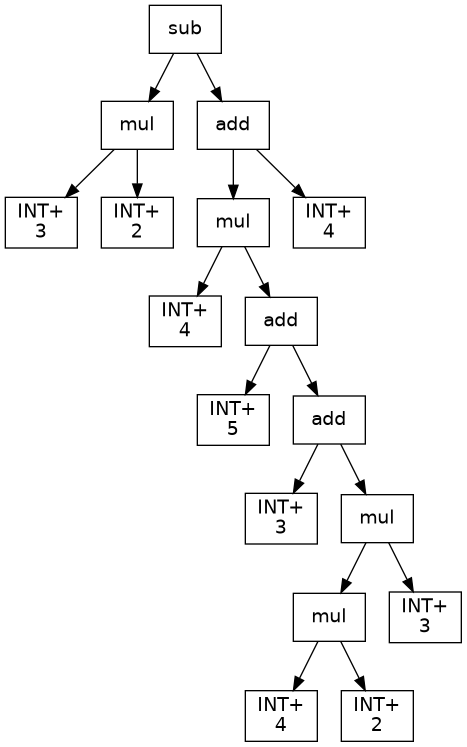 sub
mul
add
INT+
3
INT+
2
mul
INT+
4
INT+
4
add
INT+
5
add
INT+
3
mul
mul
INT+
3
INT+
4
INT+
2